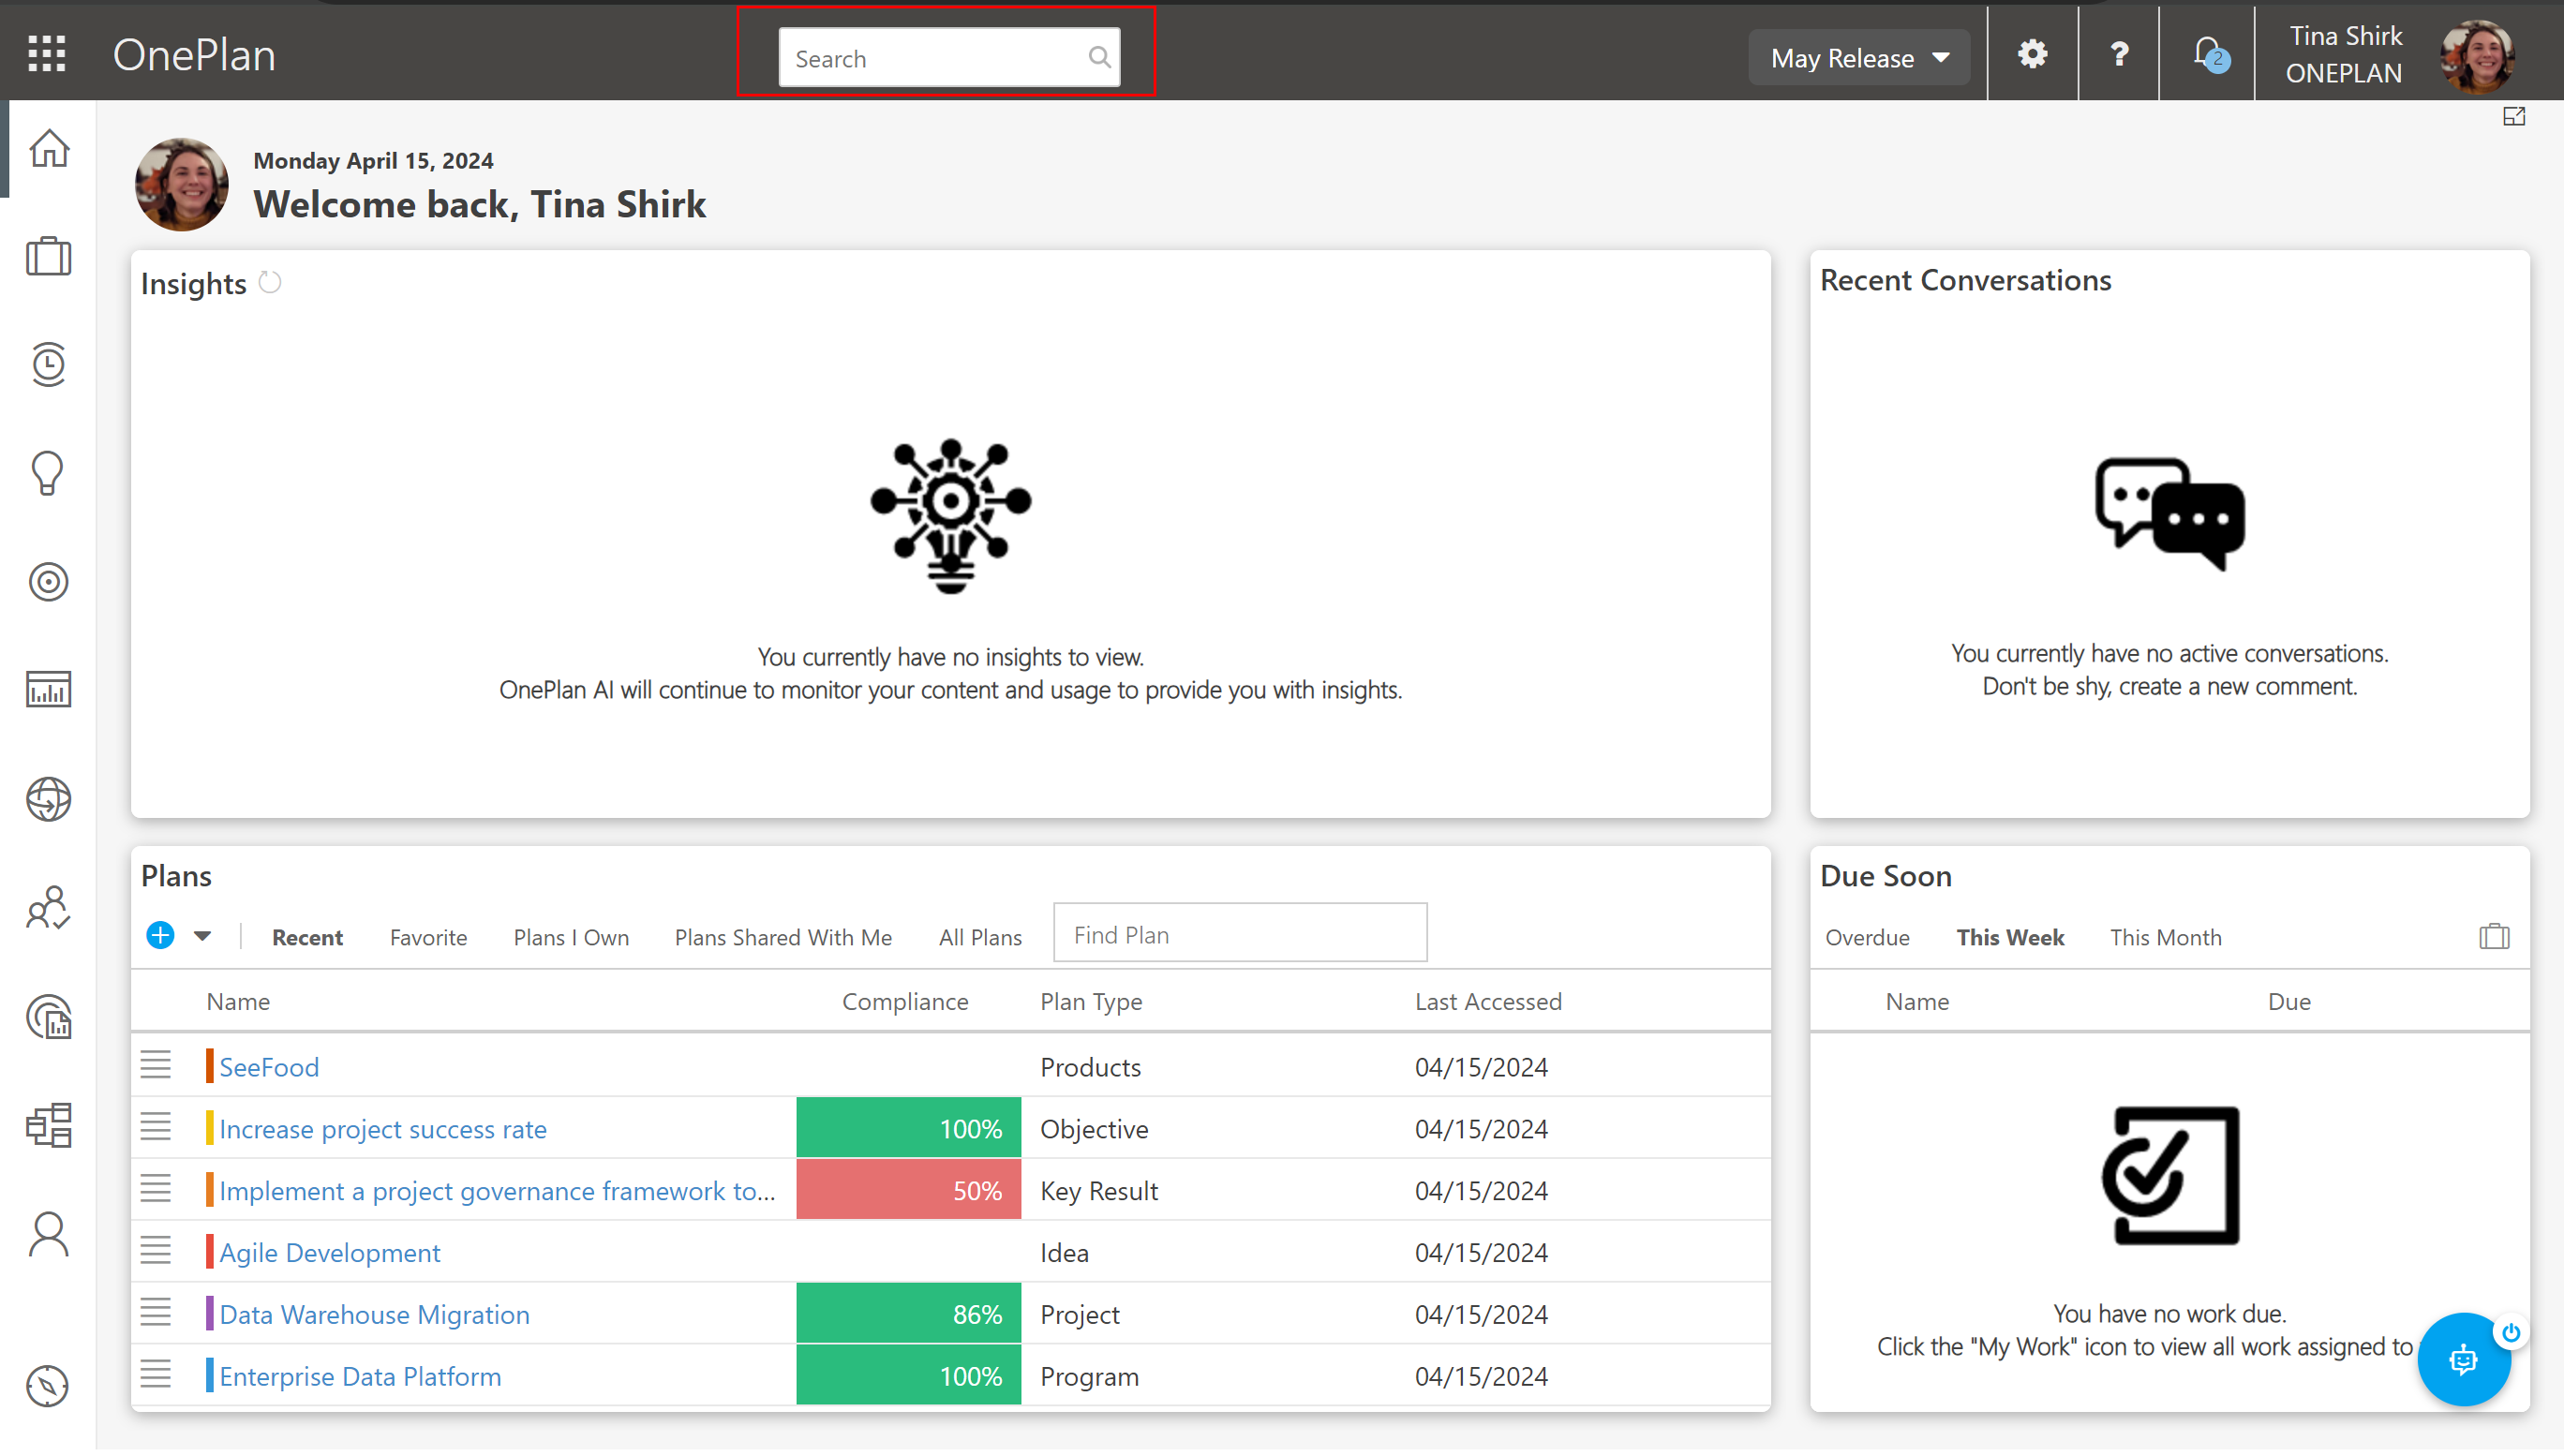 OnePlan
Search
May Release
?
2
Tina Shirk
ONEPLAN
Monday April 15, 2024
Welcome back, Tina Shirk
Insights
You currently have no insights to view.
OnePlan AI will continue to monitor your content and usage to provide you with insights.
Recent Conversations
You currently have no active conversations.
Don't be shy, create a new comment.
Plans
Recent Favorite Plans I Own Plans Shared With Me All Plans Find Plan
Name Compliance Plan Type Last Accessed
SeeFood Products 04/15/2024
Increase project success rate 100% Objective 04/15/2024
Implement a project governance framework to... 50% Key Result 04/15/2024
Agile Development Idea 04/15/2024
Data Warehouse Migration 86% Project 04/15/2024
Enterprise Data Platform 100% Program 04/15/2024
Due Soon
Overdue This Week This Month
Name Due
You have no work due.
Click the "My Work" icon to view all work assigned to